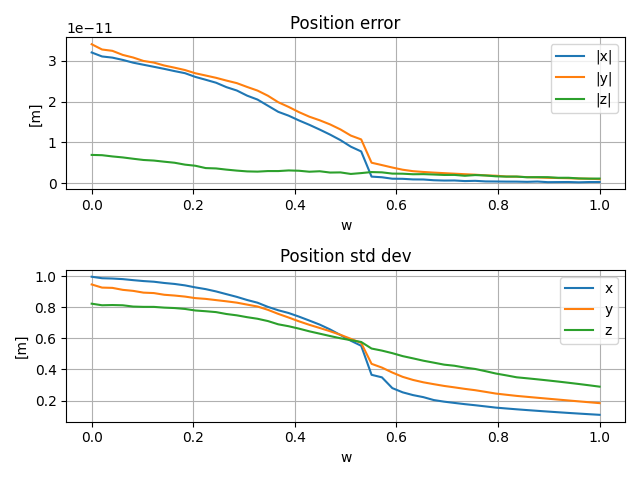 Position error
1e−11
3
2
1
0
[m]
|x|
|y|
|z|
0.0 0.2 0.4 0.6 0.8 1.0
w
Position std dev
1.0
0.8
0.6
0.4
0.2
[m]
x
y
z
0.0 0.2 0.4 0.6 0.8 1.0
w